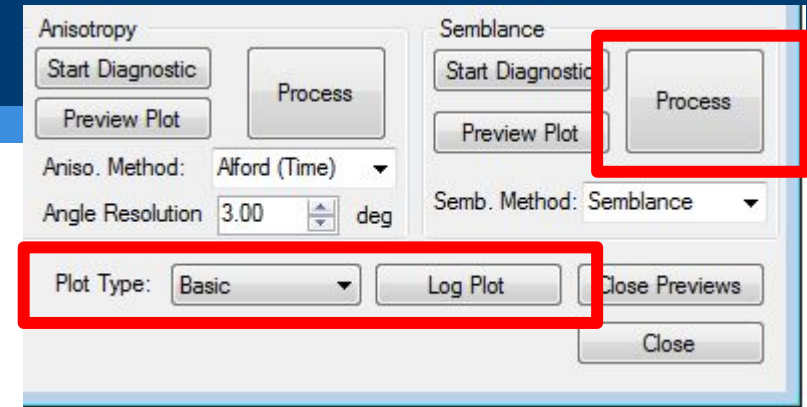 Anisotropy
Start Diagnostic
Process
Preview Plot
Aniso. Method: Alford (Time)
Angle Resolution 3.00 deg
Semblance
Start Diagnostic
Process
Preview Plot
Semb. Method: Semblance
Plot Type: Basic Log Plot Close Previews
Close